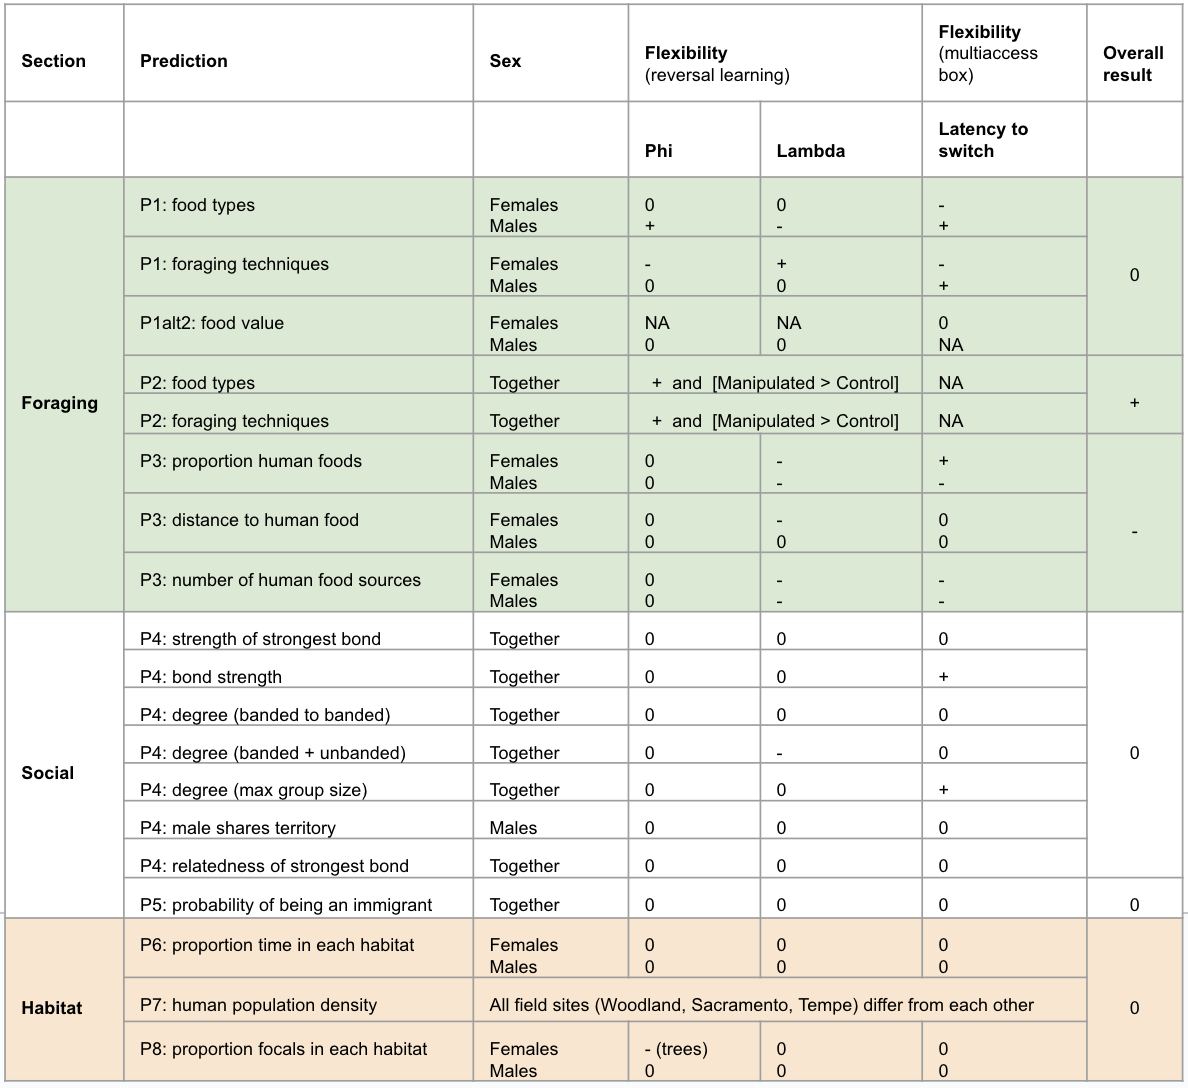 Section Prediction Sex Flexibility (reversal learning) Flexibility (multiaccess box) Overall result
Phi Lambda Latency to switch
Foraging
P1: food types Females 0 0 -
Males + - +
P1: foraging techniques Females - + -
Males 0 0 +
0
P1alt2: food value Females NA NA 0
Males 0 0 NA
P2: food types Together + and [Manipulated > Control] NA
+
P2: foraging techniques Together + and [Manipulated > Control] NA
P3: proportion human foods Females 0 - +
Males 0 - -
P3: distance to human food Females 0 - 0
Males 0 0 0
-
P3: number of human food sources Females 0 - -
Males 0 - -
Social
P4: strength of strongest bond Together 0 0 0
P4: bond strength Together 0 0 +
P4: degree (banded to banded) Together 0 0 0
P4: degree (banded + unbanded) Together 0 - 0
0
P4: degree (max group size) Together 0 0 +
P4: male shares territory Males 0 0 0
P4: relatedness of strongest bond Together 0 0 0
P5: probability of being an immigrant Together 0 0 0 0
Habitat
P6: proportion time in each habitat Females 0 0 0
Males 0 0 0
P7: human population density All field sites (Woodland, Sacramento, Tempe) differ from each other
0
P8: proportion focals in each habitat Females - (trees) 0 0
Males 0 0 0